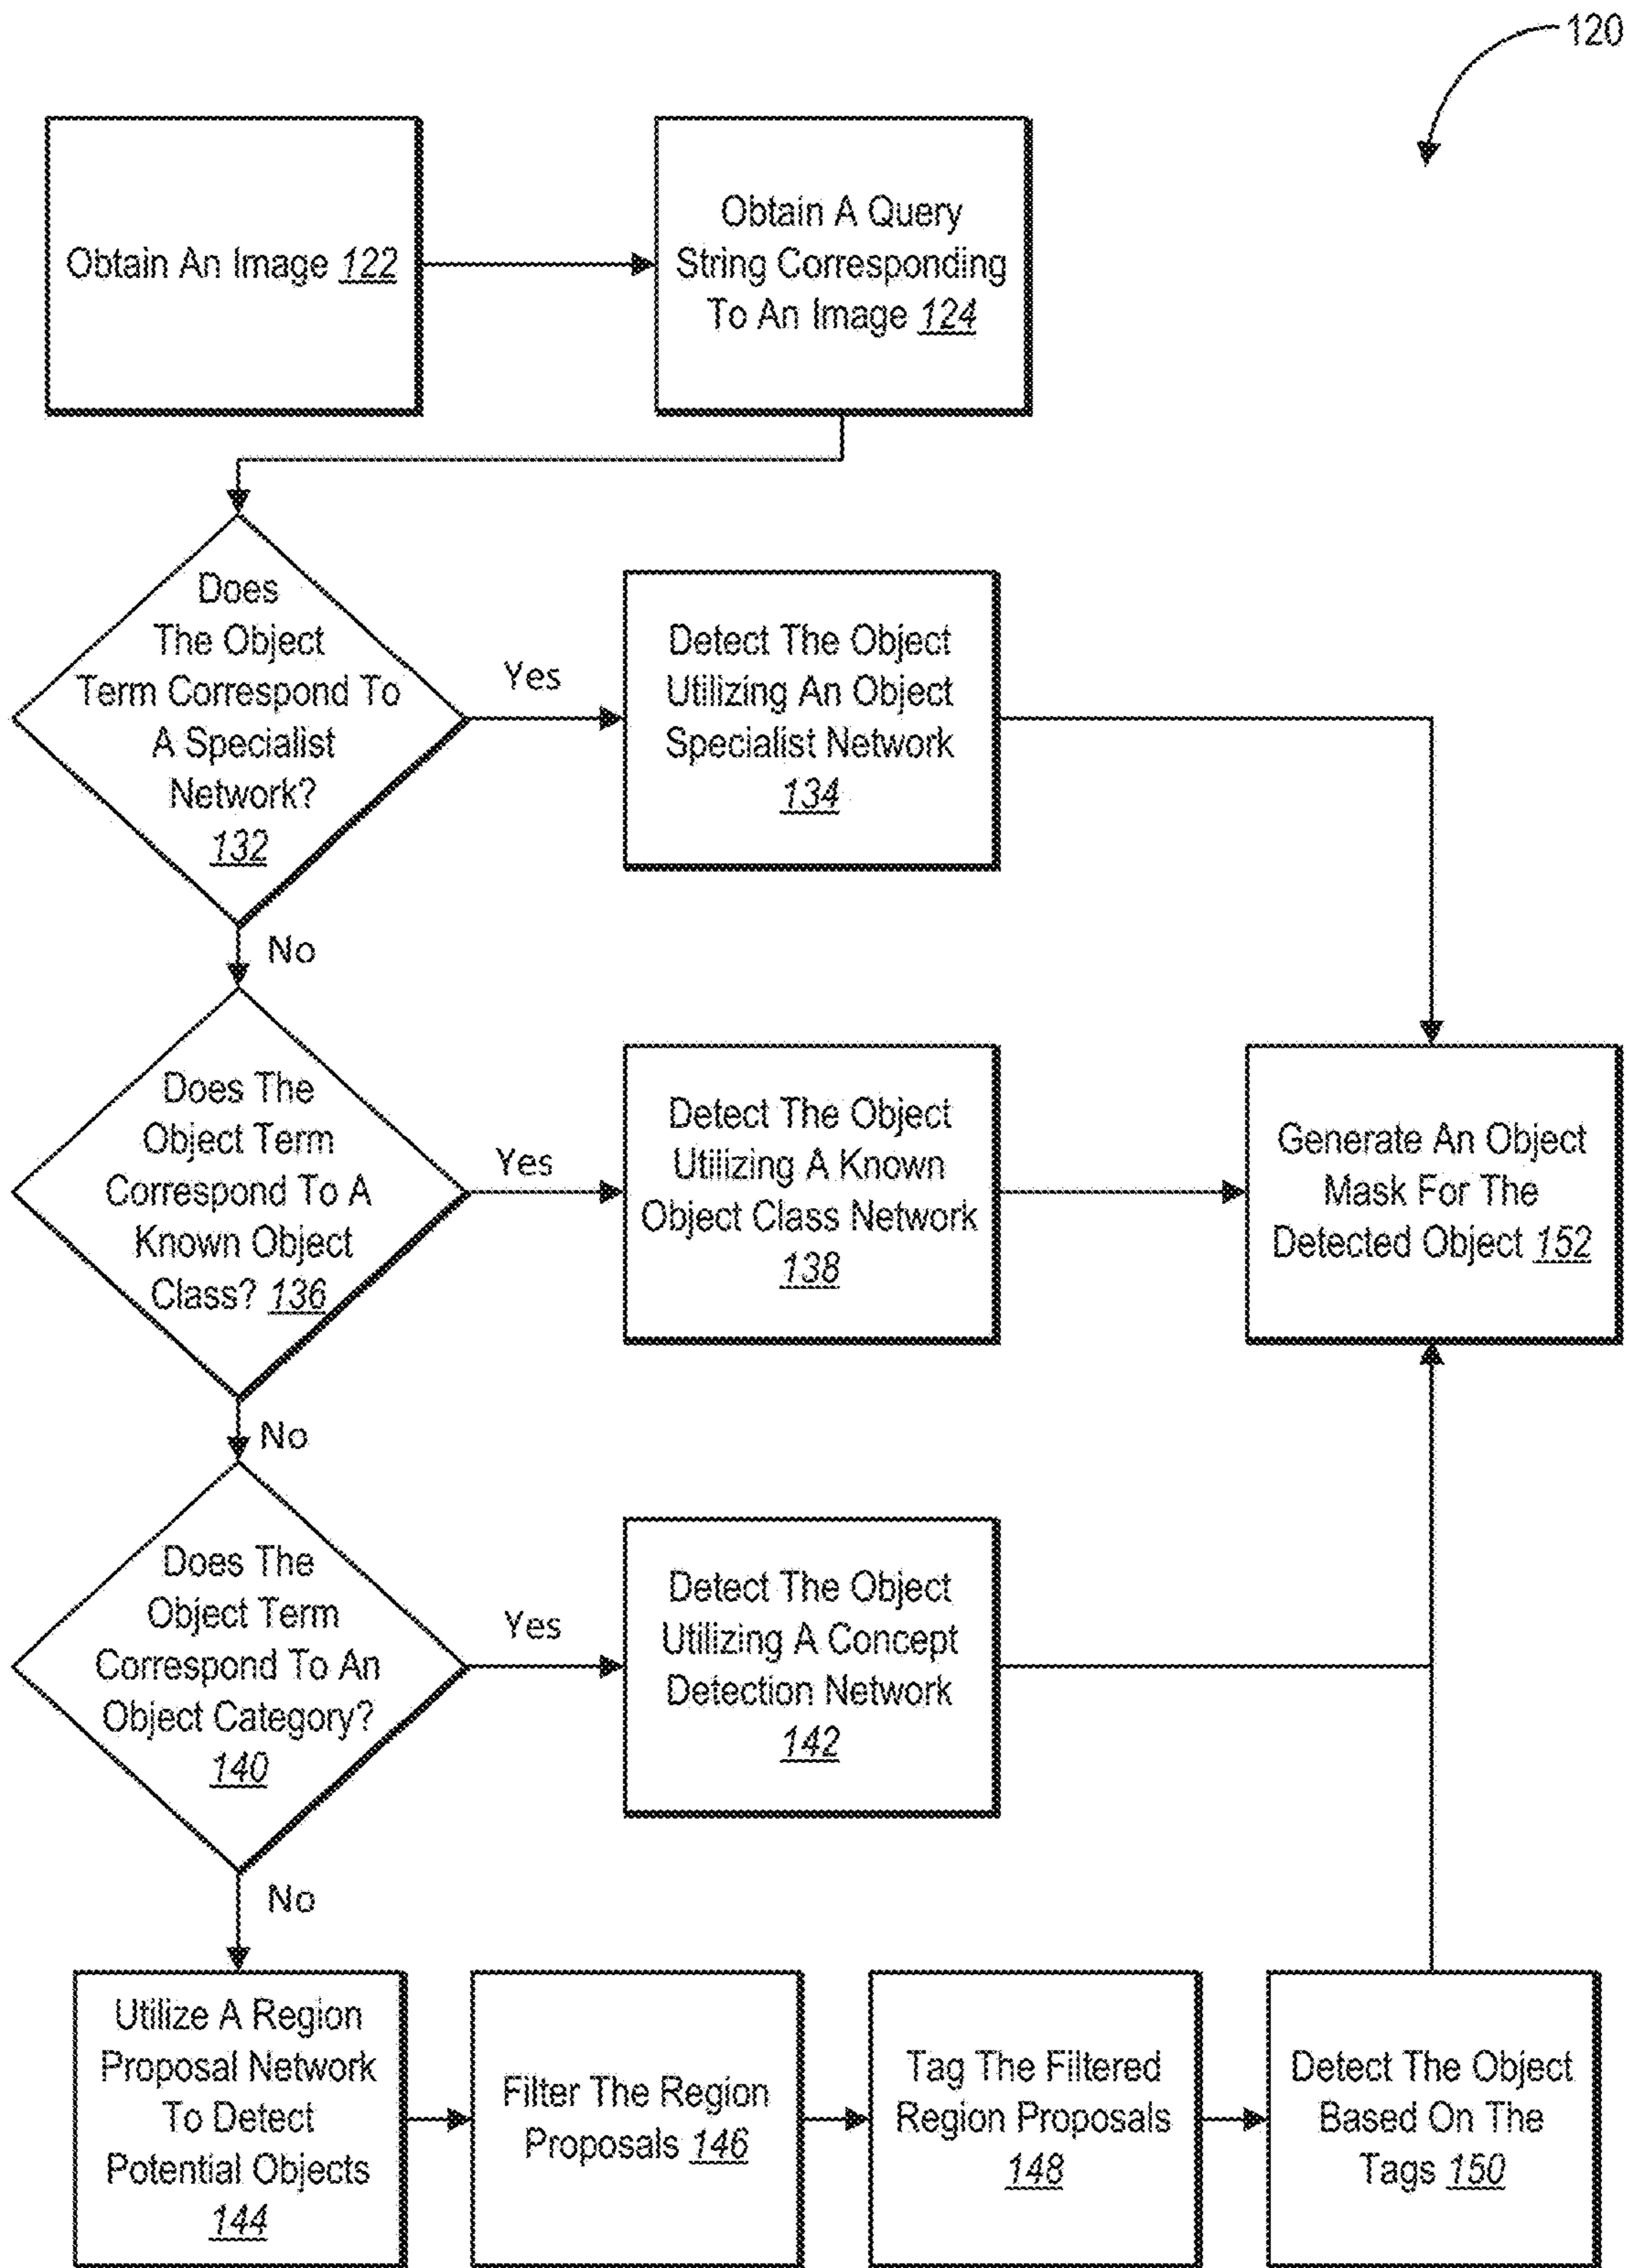 120
Obtain An Image 122
Obtain A Query
String Corresponding
To An Image 124
Does
The Object
Term Correspond To
A Specialist
Network?
132
Yes
Detect The Object
Utilizing An Object
Specialist Network
134
No
Does The
Object Term
Correspond To A
Known Object
Class? 136
Yes
Detect The Object
Utilizing A Known
Object Class Network
138
Generate An Object
Mask For The
Detected Object 152
No
Does The
Object Term
Correspond To An
Object Category?
140
Yes
Detect The Object
Utilizing A Concept
Detection Network
142
No
Utilize A Region
Proposal Network
To Detect
Potential Objects
144
Filter The Region
Proposals 146
Tag The Filtered
Region Proposals
148
Detect The Object
Based On The
Tags 150